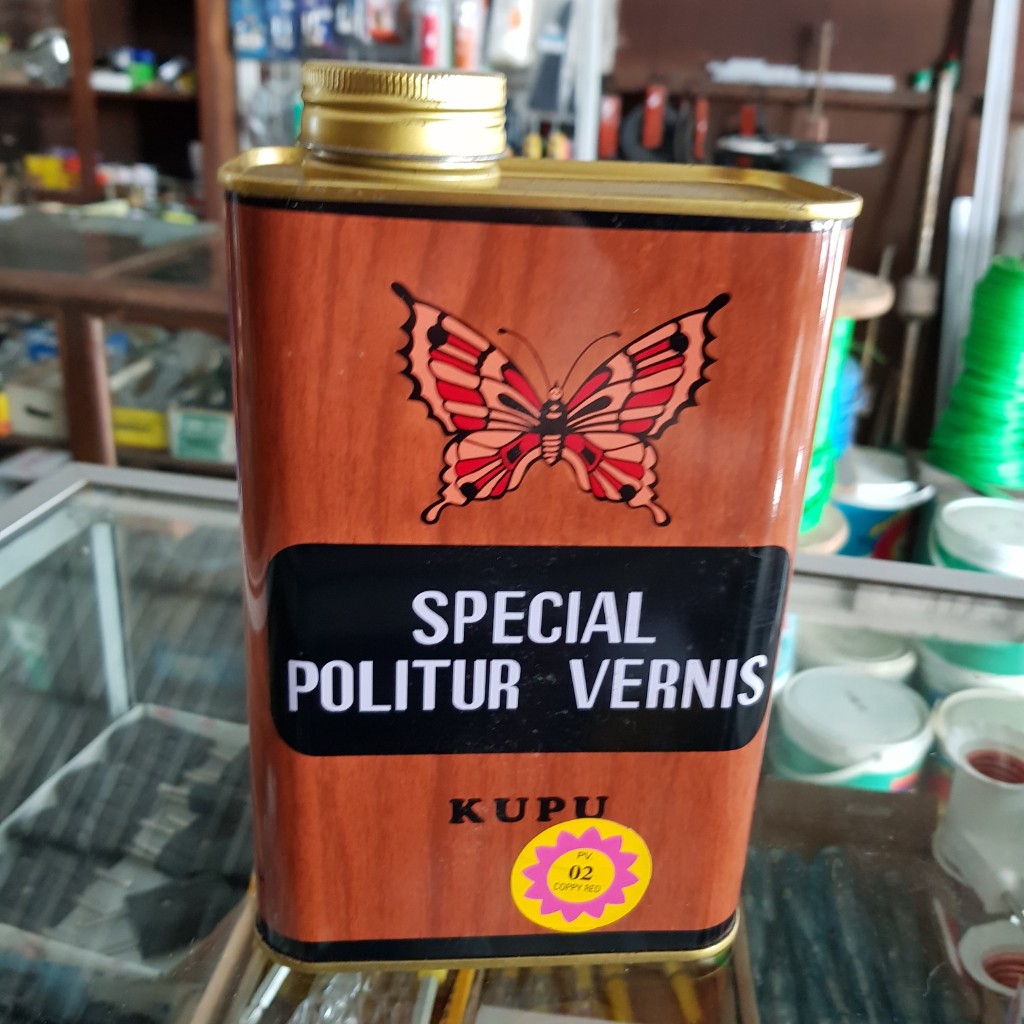 SPECIAL
POLITUR VERNIS
KUPU
PV.
02
COPPY RED